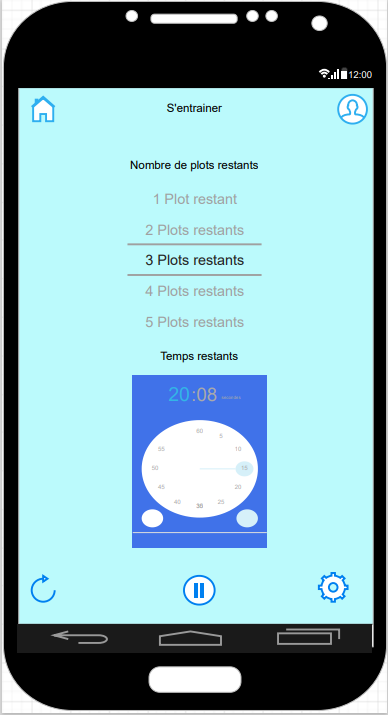 12:00
S'entrainer
Nombre de plots restants
1 Plot restant
2 Plots restants
3 Plots restants
4 Plots restants
5 Plots restants
Temps restants
20:08
60
55 5
50 10
45 15
40 20
30 25